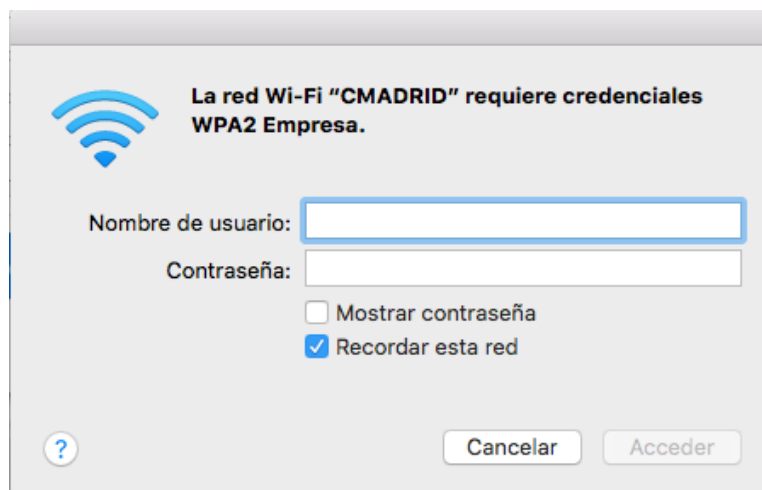 La red Wi-Fi “CMADRID” requiere credenciales
WPA2 Empresa.
Nombre de usuario:
Contraseña:
Mostrar contraseña
Recordar esta red
?
Cancelar
Acceder